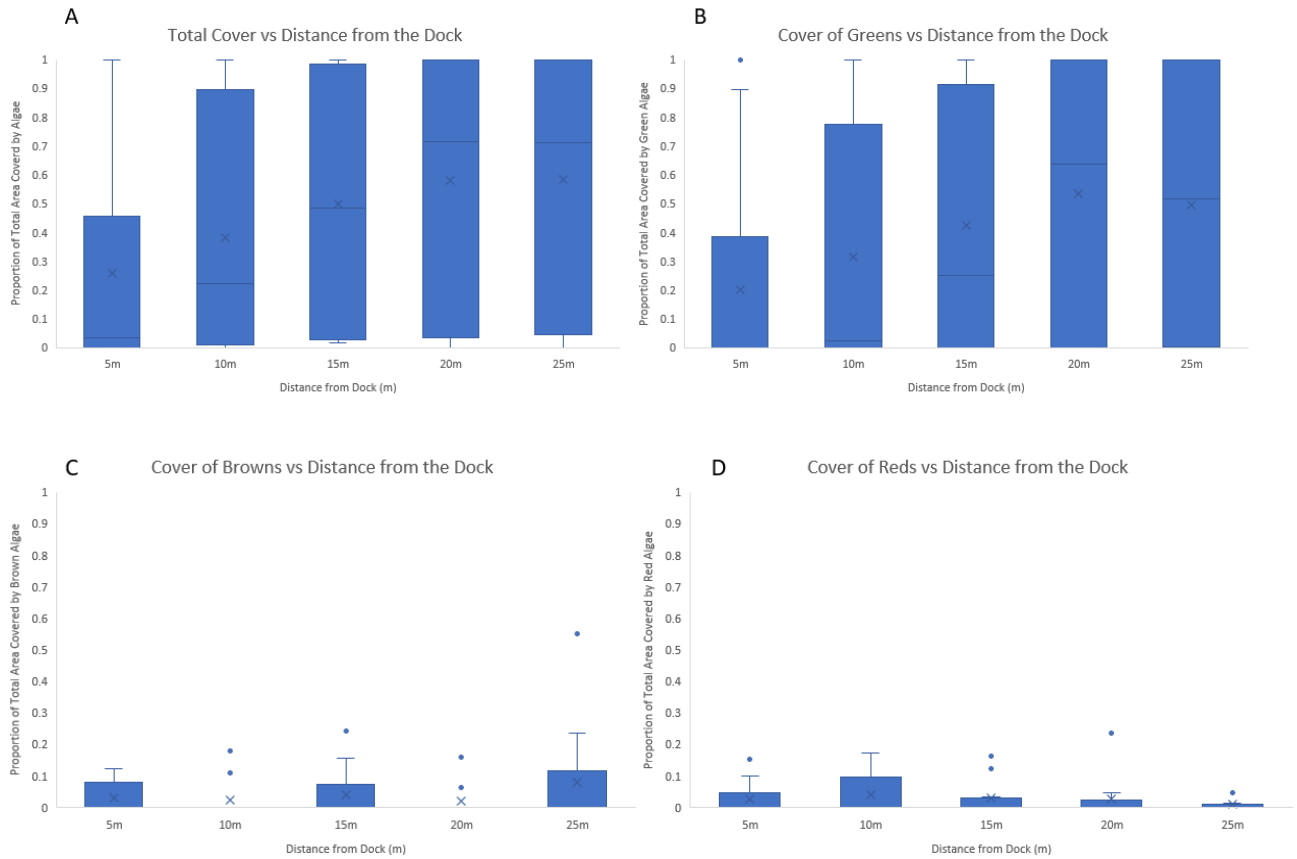 A
Total Cover vs Distance from the Dock
Proportion of Total Area Coverd by Algae
1
0.9
0.8
0.7
0.6
0.5
0.4
0.3
0.2
0.1
0
5m 10m 15m 20m 25m
Distance from Dock (m)
B
Cover of Greens vs Distance from the Dock
Proportion of Total Area Covered by Green Algae
1
0.9
0.8
0.7
0.6
0.5
0.4
0.3
0.2
0.1
0
5m 10m 15m 20m 25m
Distance from Dock (m)
C
Cover of Browns vs Distance from the Dock
Proportion of Total Area Covered by Brown Algae
1
0.9
0.8
0.7
0.6
0.5
0.4
0.3
0.2
0.1
0
5m 10m 15m 20m 25m
Distance from Dock (m)
D
Cover of Reds vs Distance from the Dock
Proportion of Total Area Covered by Red Algae
1
0.9
0.8
0.7
0.6
0.5
0.4
0.3
0.2
0.1
0
5m 10m 15m 20m 25m
Distance from Dock (m)